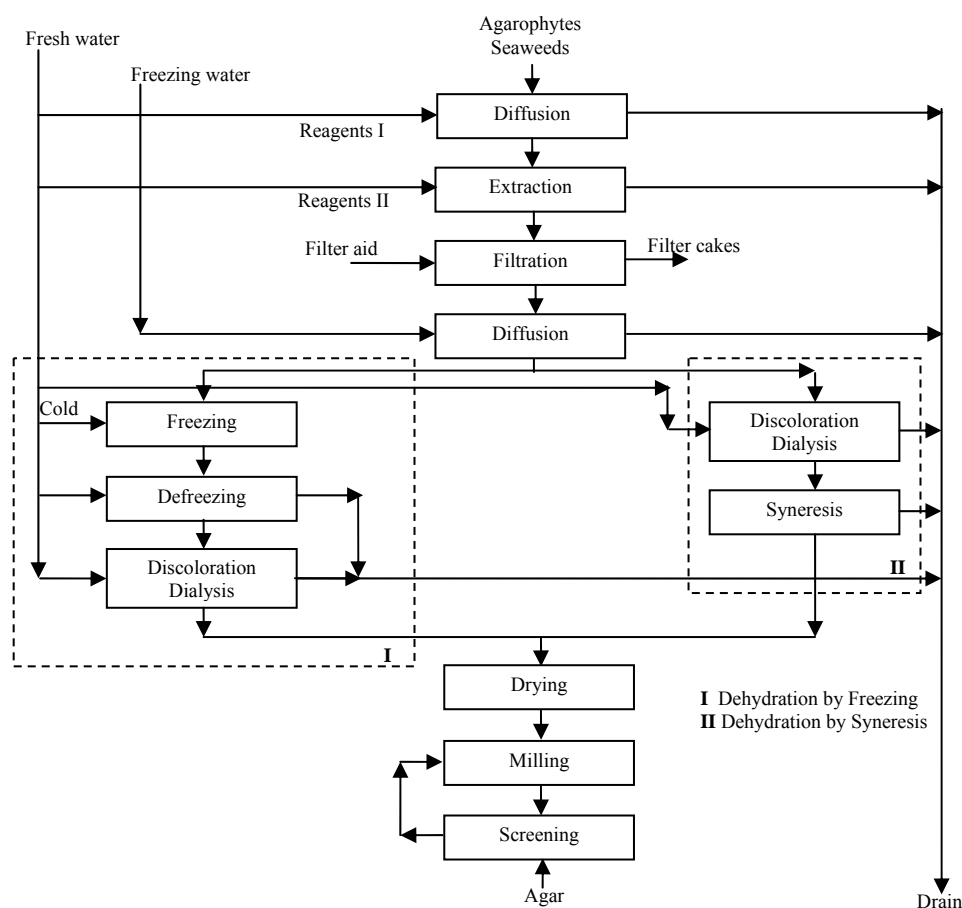 Agarophytes
Seaweeds
Fresh water
Freezing water
Diffusion
Reagents I
Extraction
Reagents II
Filter aid
Filtration
Filter cakes
Diffusion
Cold
Freezing
Discoloration
Dialysis
Defreezing
Syneresis
Discoloration
Dialysis
II
I
Drying
I Dehydration by Freezing
II Dehydration by Syneresis
Milling
Screening
Agar
Drain